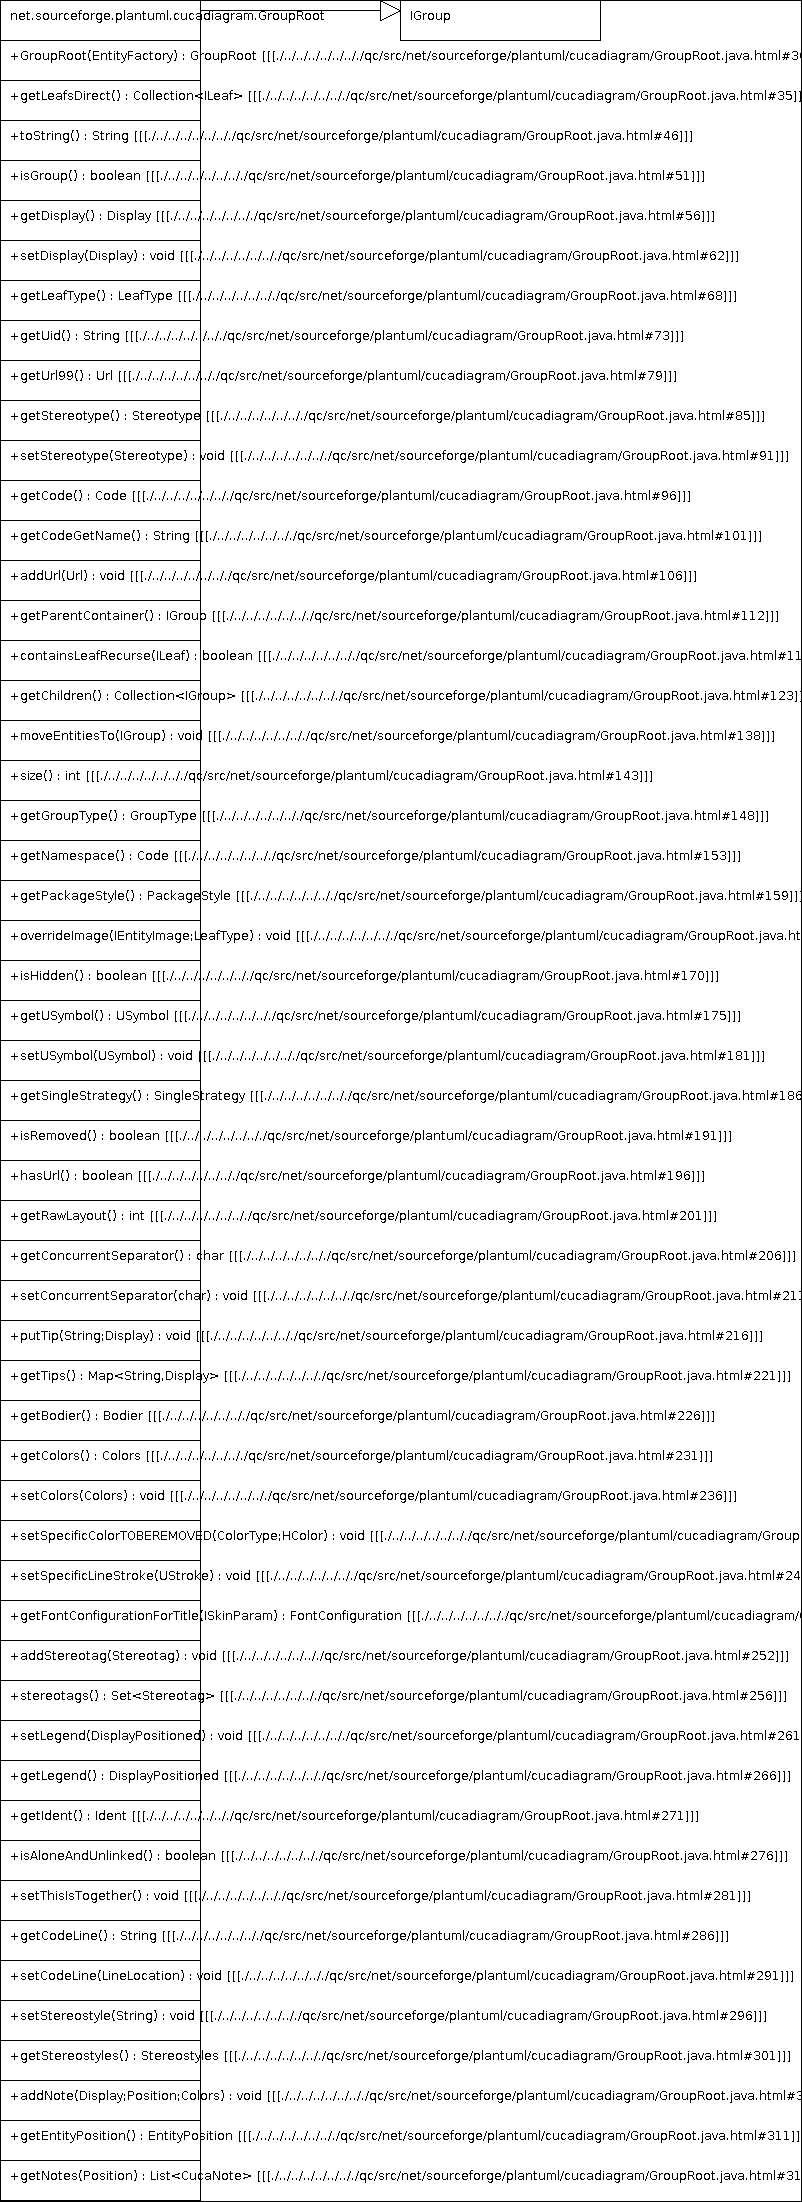 net.sourceforge.plantuml.cucadiagram.GroupRoot
IGroup
+GroupRoot(EntityFactory) : GroupRoot [[[./../../../../../../qc/src/net/sourceforge/plantuml/cucadiagram/GroupRoot.java.html#3
+getLeafsDirect() : Collection<ILeaf> [[[./../../../../../../qc/src/net/sourceforge/plantuml/cucadiagram/GroupRoot.java.html#35]]]
+toString() : String [[[./../../../../../../qc/src/net/sourceforge/plantuml/cucadiagram/GroupRoot.java.html#46]]]
+isGroup() : boolean [[[./../../../../../../qc/src/net/sourceforge/plantuml/cucadiagram/GroupRoot.java.html#51]]]
+getDisplay() : Display [[[./../../../../../../qc/src/net/sourceforge/plantuml/cucadiagram/GroupRoot.java.html#56]]]
+setDisplay(Display) : void [[[./../../../../../../qc/src/net/sourceforge/plantuml/cucadiagram/GroupRoot.java.html#62]]]
+getLeafType() : LeafType [[[./../../../../../../qc/src/net/sourceforge/plantuml/cucadiagram/GroupRoot.java.html#68]]]
+getUid() : String [[[./../../../../../../qc/src/net/sourceforge/plantuml/cucadiagram/GroupRoot.java.html#73]]]
+getUrl99() : Url [[[./../../../../../../qc/src/net/sourceforge/plantuml/cucadiagram/GroupRoot.java.html#79]]]
+getStereotype() : Stereotype [[[./../../../../../../qc/src/net/sourceforge/plantuml/cucadiagram/GroupRoot.java.html#85]]]
+setStereotype(Stereotype) : void [[[./../../../../../../qc/src/net/sourceforge/plantuml/cucadiagram/GroupRoot.java.html#91]]]
+getCode() : Code [[[./../../../../../../qc/src/net/sourceforge/plantuml/cucadiagram/GroupRoot.java.html#96]]]
+getCodeGetName() : String [[[./../../../../../../qc/src/net/sourceforge/plantuml/cucadiagram/GroupRoot.java.html#101]]]
+addUrl(Url) : void [[[./../../../../../../qc/src/net/sourceforge/plantuml/cucadiagram/GroupRoot.java.html#106]]]
+getParentContainer() : IGroup [[[./../../../../../../qc/src/net/sourceforge/plantuml/cucadiagram/GroupRoot.java.html#112]]]
+containsLeafRecurse(ILeaf) : boolean [[[./../../../../../../qc/src/net/sourceforge/plantuml/cucadiagram/GroupRoot.java.html#11
+getChildren() : Collection<IGroup> [[[./../../../../../../qc/src/net/sourceforge/plantuml/cucadiagram/GroupRoot.java.html#123]]]
+moveEntitiesTo(IGroup) : void [[[./../../../../../../qc/src/net/sourceforge/plantuml/cucadiagram/GroupRoot.java.html#138]]]
+size() : int [[[./../../../../../../qc/src/net/sourceforge/plantuml/cucadiagram/GroupRoot.java.html#143]]]
+getGroupType() : GroupType [[[./../../../../../../qc/src/net/sourceforge/plantuml/cucadiagram/GroupRoot.java.html#148]]]
+getNamespace() : Code [[[./../../../../../../qc/src/net/sourceforge/plantuml/cucadiagram/GroupRoot.java.html#153]]]
+getPackageStyle() : PackageStyle [[[./../../../../../../qc/src/net/sourceforge/plantuml/cucadiagram/GroupRoot.java.html#159]]]
+overrideImage(IEntityImage;LeafType) : void [[[./../../../../../../qc/src/net/sourceforge/plantuml/cucadiagram/GroupRoot.java.ht
+isHidden() : boolean [[[./../../../../../../qc/src/net/sourceforge/plantuml/cucadiagram/GroupRoot.java.html#170]]]
+getUSymbol() : USymbol [[[./../../../../../../qc/src/net/sourceforge/plantuml/cucadiagram/GroupRoot.java.html#175]]]
+setUSymbol(USymbol) : void [[[./../../../../../../qc/src/net/sourceforge/plantuml/cucadiagram/GroupRoot.java.html#181]]]
+getSingleStrategy() : SingleStrategy [[[./../../../../../../qc/src/net/sourceforge/plantuml/cucadiagram/GroupRoot.java.html#186
+isRemoved() : boolean [[[./../../../../../../qc/src/net/sourceforge/plantuml/cucadiagram/GroupRoot.java.html#191]]]
+hasUrl() : boolean [[[./../../../../../../qc/src/net/sourceforge/plantuml/cucadiagram/GroupRoot.java.html#196]]]
+getRawLayout() : int [[[./../../../../../../qc/src/net/sourceforge/plantuml/cucadiagram/GroupRoot.java.html#201]]]
+getConcurrentSeparator() : char [[[./../../../../../../qc/src/net/sourceforge/plantuml/cucadiagram/GroupRoot.java.html#206]]]
+setConcurrentSeparator(char) : void [[[./../../../../../../qc/src/net/sourceforge/plantuml/cucadiagram/GroupRoot.java.html#211
+putTip(String;Display) : void [[[./../../../../../../qc/src/net/sourceforge/plantuml/cucadiagram/GroupRoot.java.html#216]]]
+getTips() : Map<String,Display> [[[./../../../../../../qc/src/net/sourceforge/plantuml/cucadiagram/GroupRoot.java.html#221]]]
+getBodier() : Bodier [[[./../../../../../../qc/src/net/sourceforge/plantuml/cucadiagram/GroupRoot.java.html#226]]]
+getColors() : Colors [[[./../../../../../../qc/src/net/sourceforge/plantuml/cucadiagram/GroupRoot.java.html#231]]]
+setColors(Colors) : void [[[./../../../../../../qc/src/net/sourceforge/plantuml/cucadiagram/GroupRoot.java.html#236]]]
+setSpecificColorTOBEREMOVED(ColorType;HColor) : void [[[./../../../../../../qc/src/net/sourceforge/plantuml/cucadiagram/Group
+setSpecificLineStroke(UStroke) : void [[[./../../../../../../qc/src/net/sourceforge/plantuml/cucadiagram/GroupRoot.java.html#24
+getFontConfigurationForTitle(ISkinParam) : FontConfiguration [[[./../../../../../../qc/src/net/sourceforge/plantuml/cucadiagram/
+addStereotag(Stereotag) : void [[[./../../../../../../qc/src/net/sourceforge/plantuml/cucadiagram/GroupRoot.java.html#252]]]
+stereotags() : Set<Stereotag> [[[./../../../../../../qc/src/net/sourceforge/plantuml/cucadiagram/GroupRoot.java.html#256]]]
+setLegend(DisplayPositioned) : void [[[./../../../../../../qc/src/net/sourceforge/plantuml/cucadiagram/GroupRoot.java.html#261
+getLegend() : DisplayPositioned [[[./../../../../../../qc/src/net/sourceforge/plantuml/cucadiagram/GroupRoot.java.html#266]]]
+getIdent() : Ident [[[./../../../../../../qc/src/net/sourceforge/plantuml/cucadiagram/GroupRoot.java.html#271]]]
+isAloneAndUnlinked() : boolean [[[./../../../../../../qc/src/net/sourceforge/plantuml/cucadiagram/GroupRoot.java.html#276]]]
+setThisIsTogether() : void [[[./../../../../../../qc/src/net/sourceforge/plantuml/cucadiagram/GroupRoot.java.html#281]]]
+getCodeLine() : String [[[./../../../../../../qc/src/net/sourceforge/plantuml/cucadiagram/GroupRoot.java.html#286]]]
+setCodeLine(LineLocation) : void [[[./../../../../../../qc/src/net/sourceforge/plantuml/cucadiagram/GroupRoot.java.html#291]]]
+setStereostyle(String) : void [[[./../../../../../../qc/src/net/sourceforge/plantuml/cucadiagram/GroupRoot.java.html#296]]]
+getStereostyles() : Stereostyles [[[./../../../../../../qc/src/net/sourceforge/plantuml/cucadiagram/GroupRoot.java.html#301]]]
+addNote(Display;Position;Colors) : void [[[./../../../../../../qc/src/net/sourceforge/plantuml/cucadiagram/GroupRoot.java.html#3
+getEntityPosition() : EntityPosition [[[./../../../../../../qc/src/net/sourceforge/plantuml/cucadiagram/GroupRoot.java.html#311]]]
+getNotes(Position) : List<CucaNote> [[[./../../../../../../qc/src/net/sourceforge/plantuml/cucadiagram/GroupRoot.java.html#31